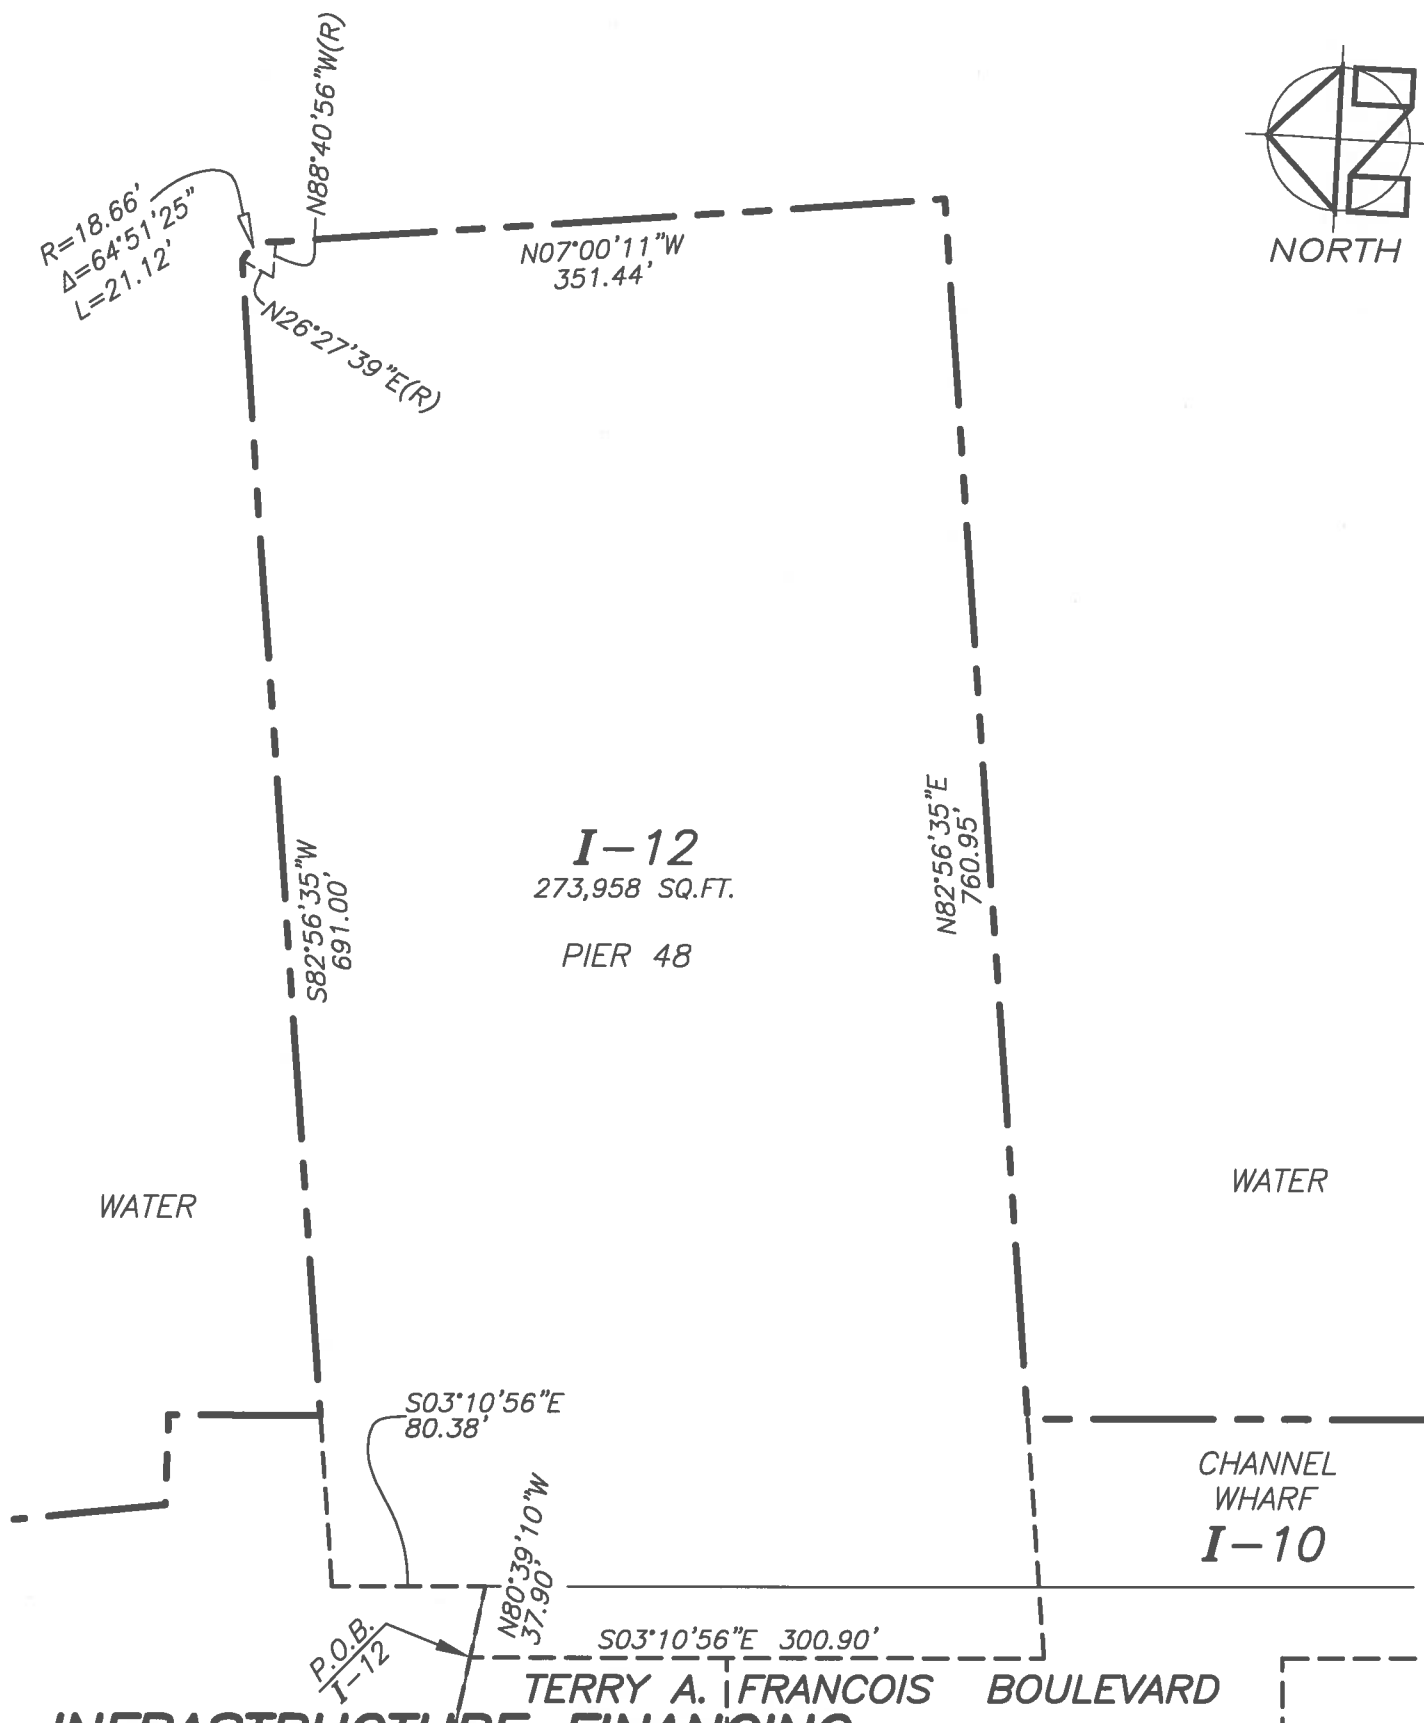 N88°40'56"W(R)
R=18.66'
Δ=64°51'25"
L=21.12'
N26°27'39"E(R)
N07°00'11"W
351.44'
NORTH
I-12
273,958 SQ.FT.
PIER 48
S82°56'35"W
691.00'
N82°56'35"E
760.95'
WATER
WATER
S03°10'56"E
80.38'
CHANNEL
WHARF
I-10
N80°39'10"W
37.90'
P.O.B.
I-12
S03°10'56"E 300.90'
TERRY A. FRANCOIS BOULEVARD
INFRASTRUCTURE FINANCING